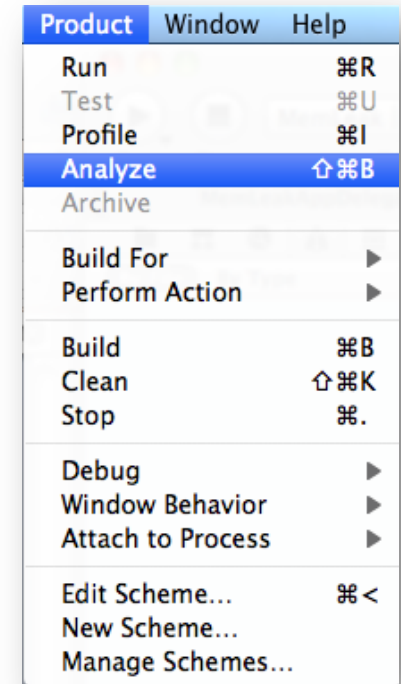 Product Window Help
Run ⌘R
Test ⌘U
Profile ⌘I
Analyze ⇧⌘B
Archive
Build For ▶
Perform Action ▶
Build ⌘B
Clean ⇧⌘K
Stop ⌘.
Debug ▶
Window Behavior ▶
Attach to Process ▶
Edit Scheme... ⌘<
New Scheme...
Manage Schemes...